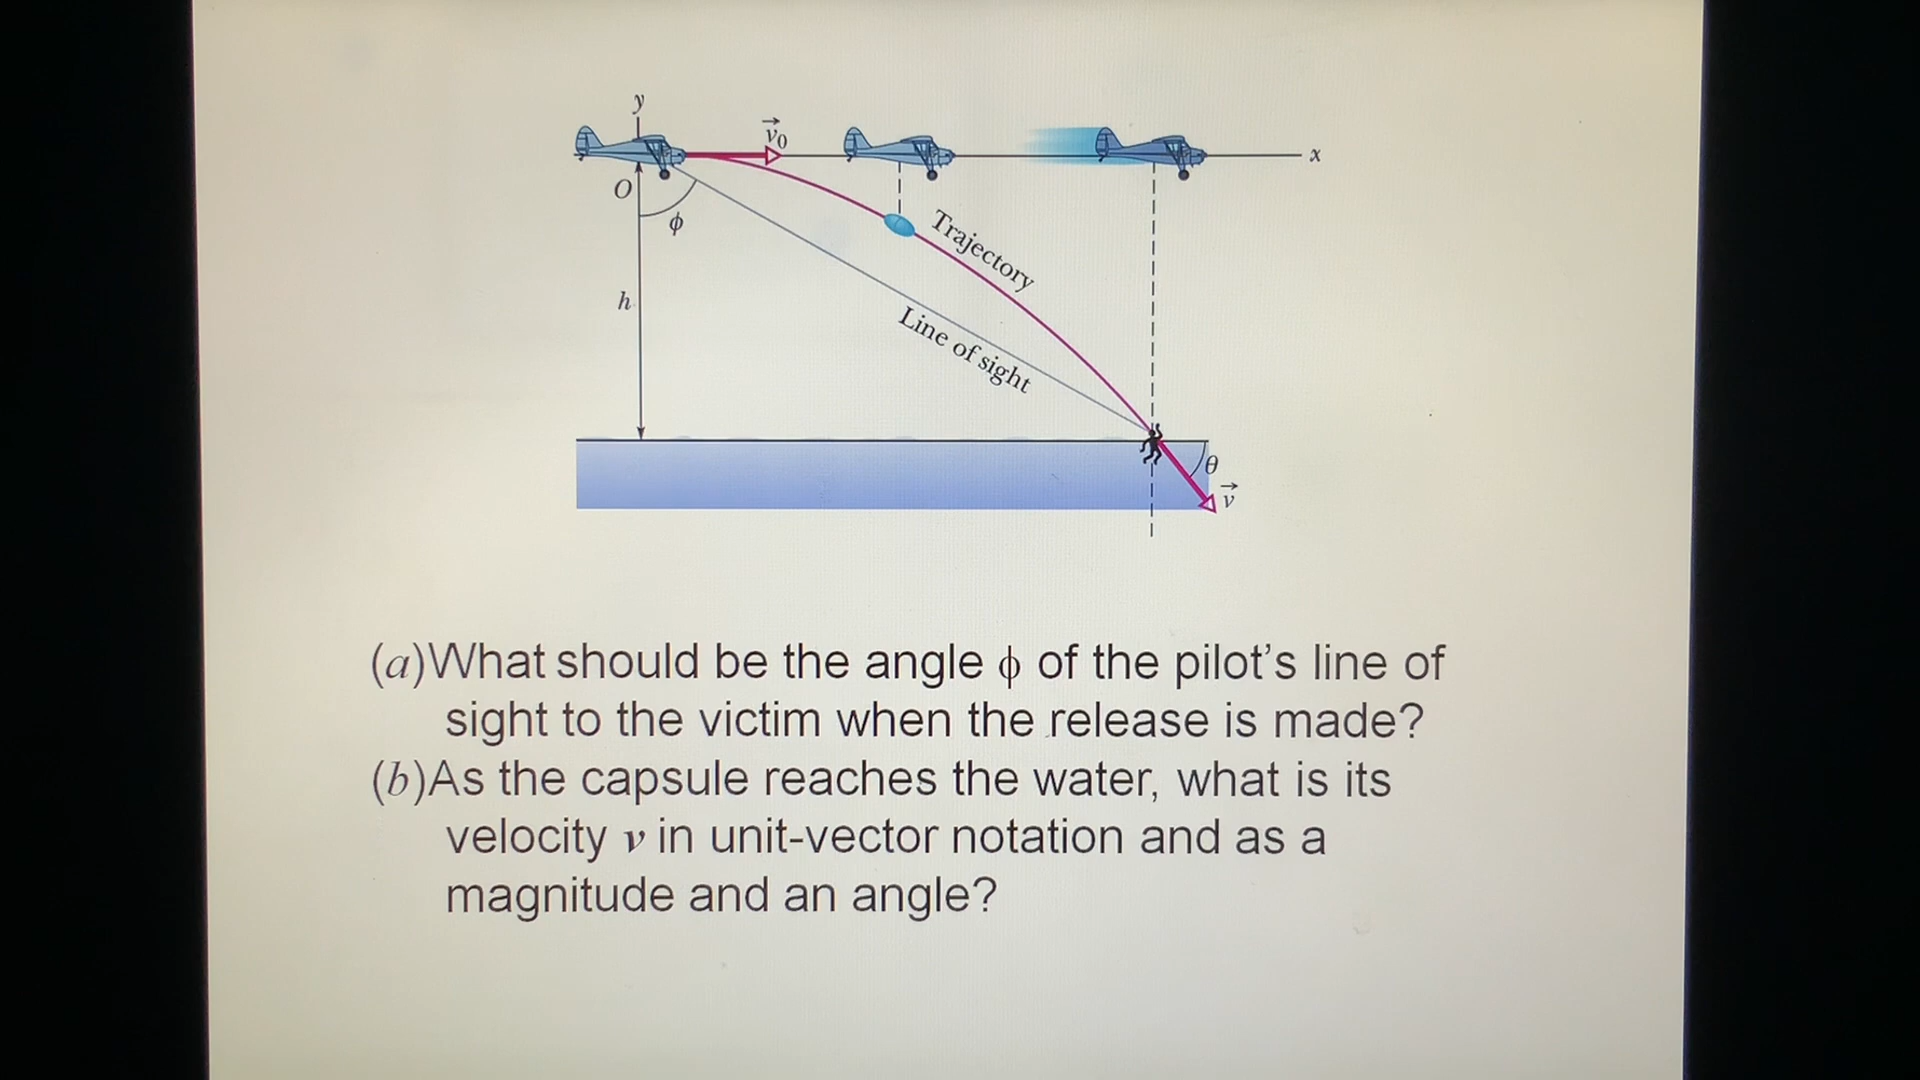 y
v0
x
O
ϕ
Trajectory
h
Line of sight
θ
v
(a)What should be the angle ϕ of the pilot’s line of
sight to the victim when the release is made?
(b)As the capsule reaches the water, what is its
velocity v in unit-vector notation and as a
magnitude and an angle?